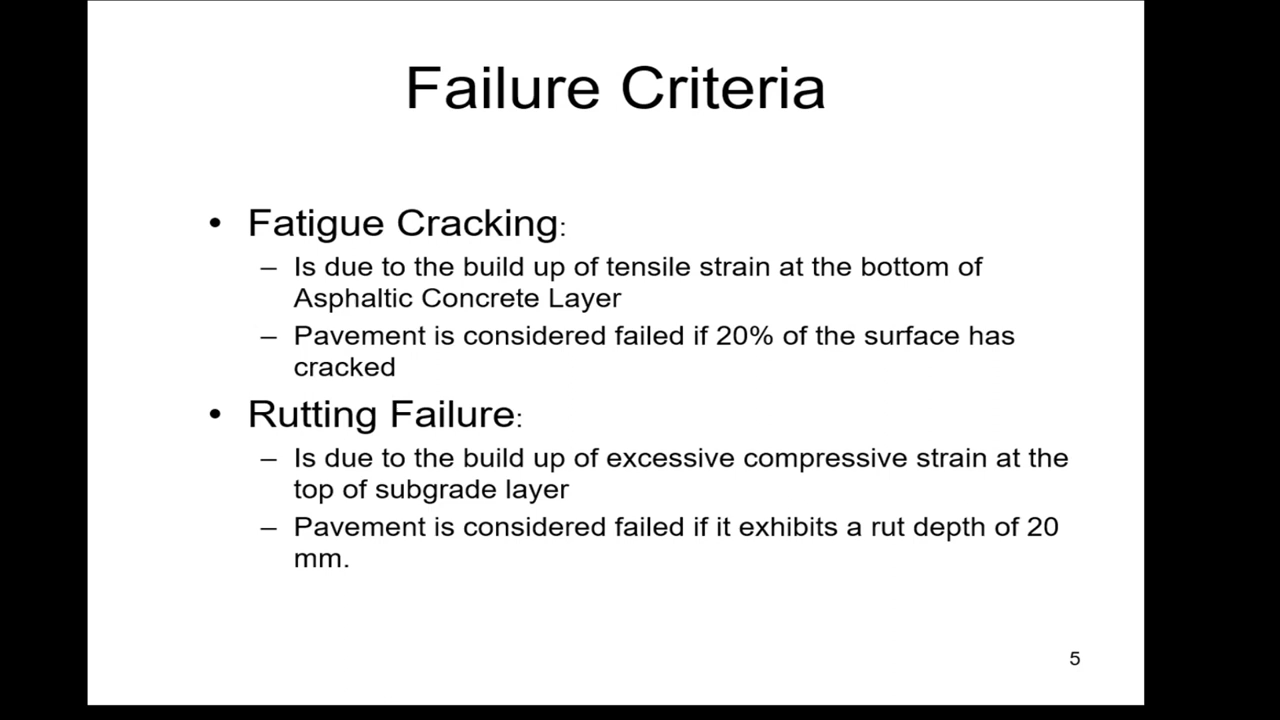 Failure Criteria
• Fatigue Cracking:
– Is due to the build up of tensile strain at the bottom of
Asphaltic Concrete Layer
– Pavement is considered failed if 20% of the surface has
cracked
• Rutting Failure:
– Is due to the build up of excessive compressive strain at the
top of subgrade layer
– Pavement is considered failed if it exhibits a rut depth of 20
mm.
5